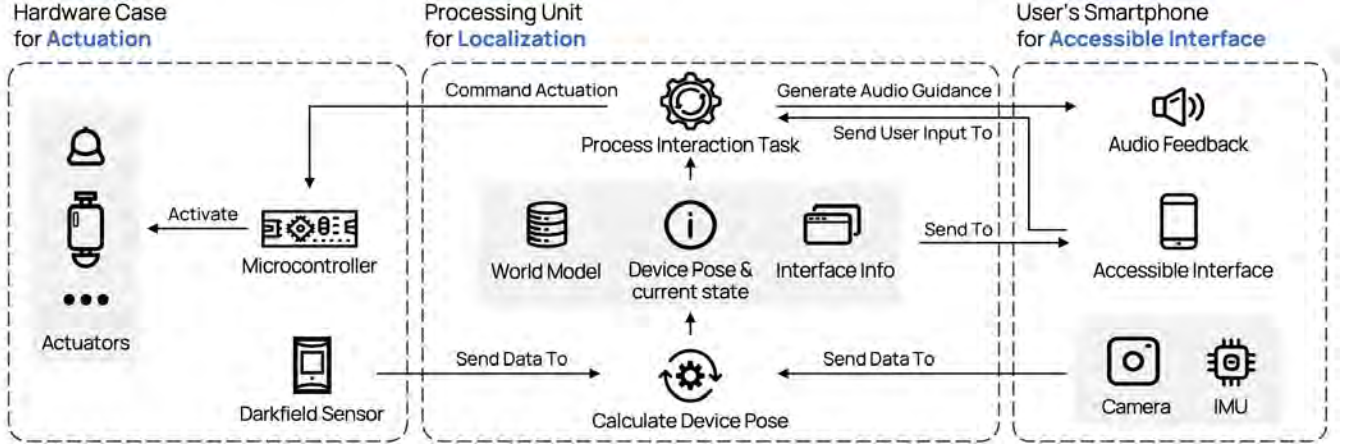 Hardware Case
for Actuation
Processing Unit
for Localization
User's Smartphone
for Accessible Interface
Command Actuation
Generate Audio Guidance
Send User Input To
Process Interaction Task
Audio Feedback
Activate
Microcontroller
Actuators
World Model
Device Pose &
current state
Interface Info
Send To
Accessible Interface
Darkfield Sensor
Send Data To
Calculate Device Pose
Send Data To
Camera
IMU